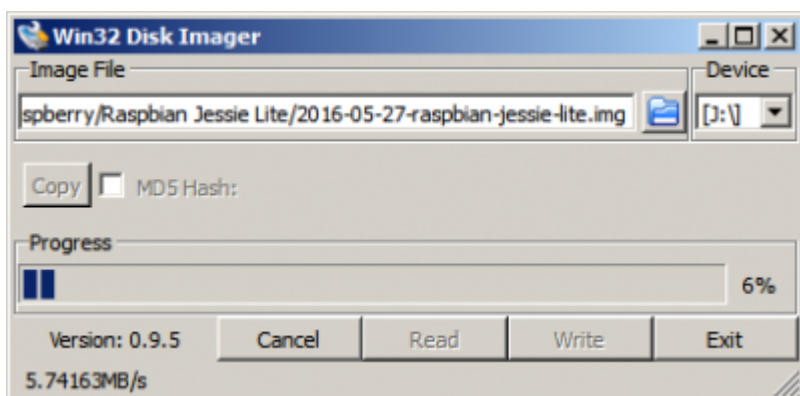 Win32 Disk Imager
Image File
Device
spberry/Raspbian Jessie Lite/2016-05-27-raspbian-jessie-lite.img
[J:\]
Copy
MD5 Hash:
Progress
6%
Version: 0.9.5
Cancel
Read
Write
Exit
5.74163MB/s